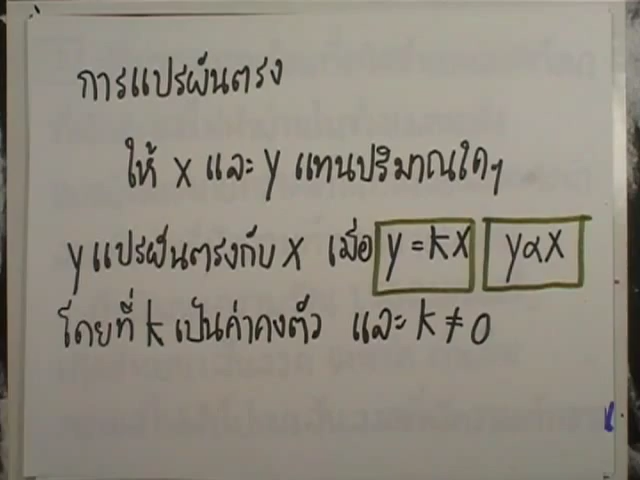 การแปรผันตรง
ให้ x และ y แทนปริมาณใดๆ
y แปรผันตรงกับ x เมื่อ y = kx y ∝ x
โดยที่ k เป็นค่าคงตัว และ k ≠ 0